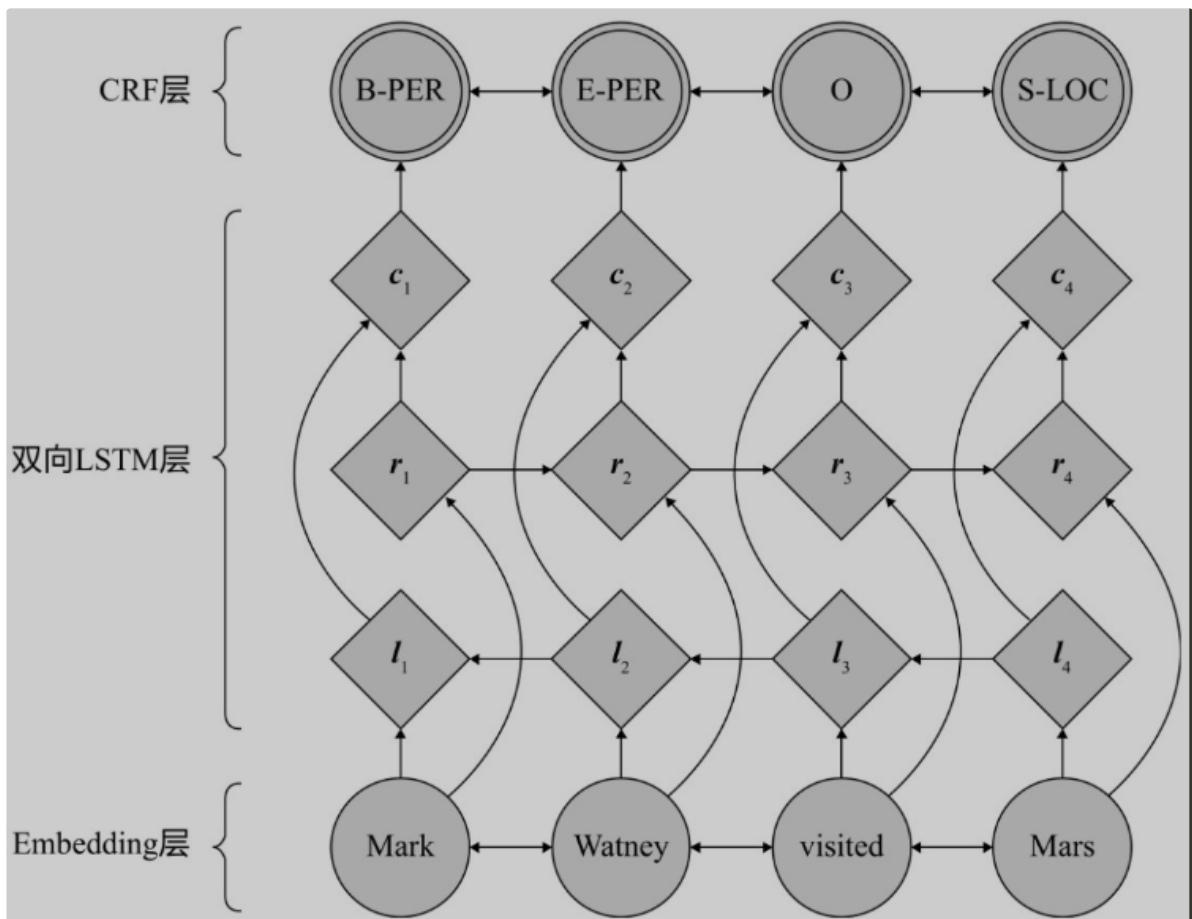 CRF层 B-PER E-PER O S-LOC
c1 c2 c3 c4
双向LSTM层 r1 r2 r3 r4
l1 l2 l3 l4
Embedding层 Mark Watney visited Mars